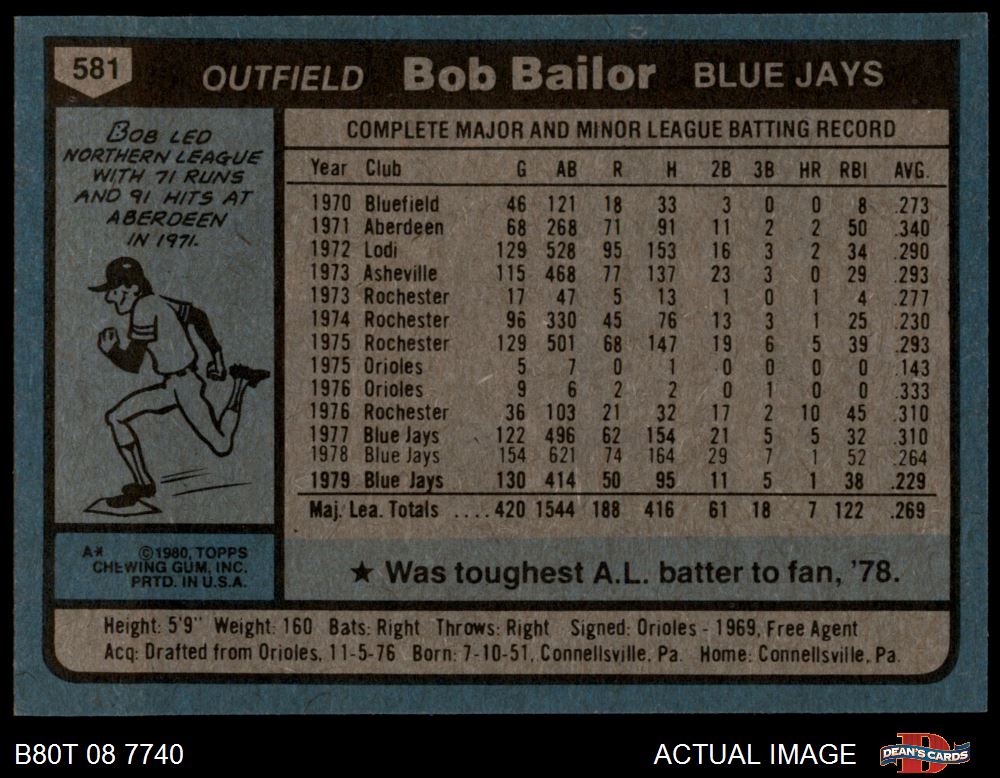 581 OUTFIELD Bob Bailor BLUE JAYS
BOB LED
NORTHERN LEAGUE
WITH 71 RUNS
AND 91 HITS AT
ABERDEEN
IN 1971.
COMPLETE MAJOR AND MINOR LEAGUE BATTING RECORD
Year Club G AB R H 2B 3B HR RBI AVG.
1970 Bluefield 46 121 18 33 3 0 0 8 .273
1971 Aberdeen 68 268 71 91 11 2 2 50 .340
1972 Lodi 129 528 95 153 16 3 2 34 .290
1973 Asheville 115 468 77 137 23 3 0 29 .293
1973 Rochester 17 47 5 13 1 0 1 4 .277
1974 Rochester 96 330 45 76 13 3 1 25 .230
1975 Rochester 129 501 68 147 19 6 5 39 .293
1975 Orioles 5 7 0 1 0 0 0 0 .143
1976 Orioles 9 6 2 2 0 1 0 0 .333
1976 Rochester 36 103 21 32 17 2 10 45 .310
1977 Blue Jays 122 496 62 154 21 5 5 32 .310
1978 Blue Jays 154 621 74 164 29 7 1 52 .264
1979 Blue Jays 130 414 50 95 11 5 1 38 .229
Maj. Lea. Totals ....420 1544 188 416 61 18 7 122 .269
A* ©1980, TOPPS
CHEWING GUM, INC.
PRTD. IN U.S.A.
★ Was toughest A.L. batter to fan, '78.
Height: 5'9" Weight: 160 Bats: Right Throws: Right Signed: Orioles - 1969, Free Agent
Acq: Drafted from Orioles, 11-5-76 Born: 7-10-51, Connellsville, Pa. Home: Connellsville, Pa.
B80T 08 7740 ACTUAL IMAGE DEAN'S CARDS